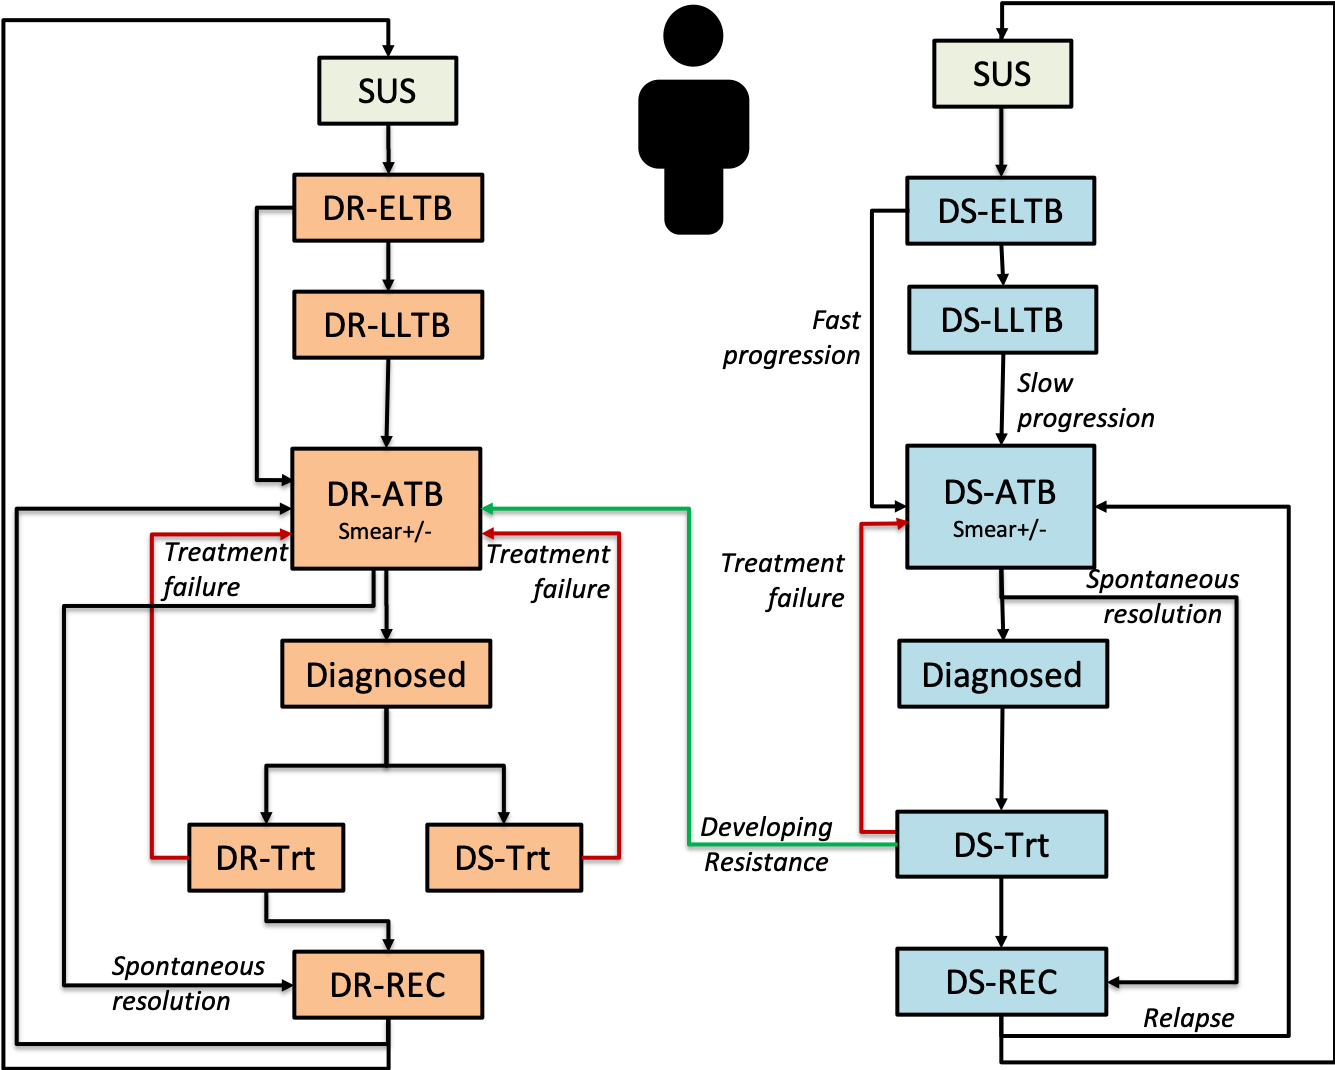 SUS
DR-ELTB
DR-LLTB
DR-ATB
Smear+/-
Treatment
failure
Treatment
failure
Diagnosed
DR-Trt
DS-Trt
Spontaneous
resolution
DR-REC
SUS
DS-ELTB
DS-LLTB
Fast
progression
Slow
progression
DS-ATB
Smear+/-
Treatment
failure
Spontaneous
resolution
Diagnosed
Developing
Resistance
DS-Trt
DS-REC
Relapse